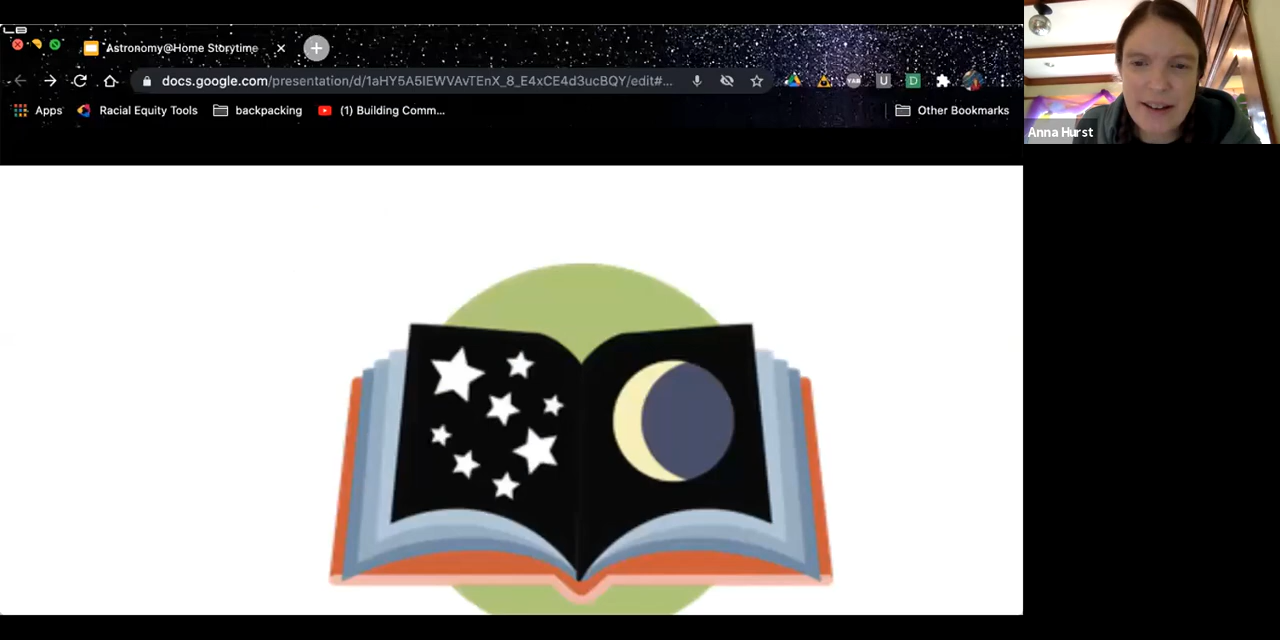 Astronomy@Home Storytime
docs.google.com/presentation/d/1aHY5A5IEWVAvTEnX_8_E4xCE4d3ucBQY/edit#...
YAB
U
D
Apps
Racial Equity Tools
backpacking
(1) Building Comm...
Other Bookmarks
Anna Hurst